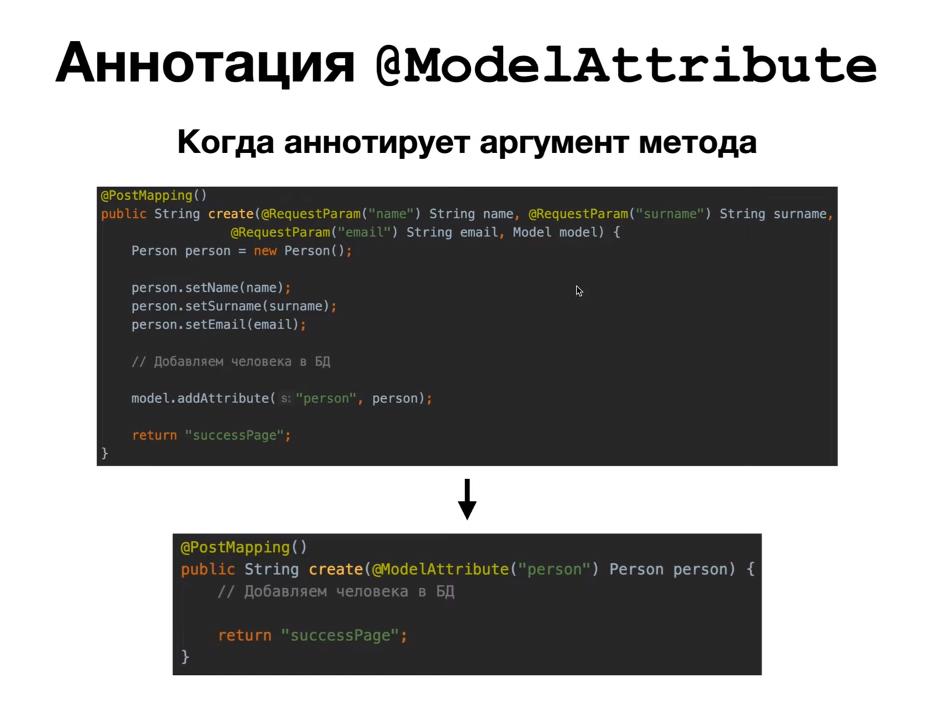 Аннотация @ModelAttribute
Когда аннотирует аргумент метода
@PostMapping()
public String create(@RequestParam("name") String name, @RequestParam("surname") String surname,
@RequestParam("email") String email, Model model) {
Person person = new Person();
person.setName(name);
person.setSurname(surname);
person.setEmail(email);
// Добавляем человека в БД
model.addAttribute( s: "person", person);
return "successPage";
}
@PostMapping()
public String create(@ModelAttribute("person") Person person) {
// Добавляем человека в БД
return "successPage";
}